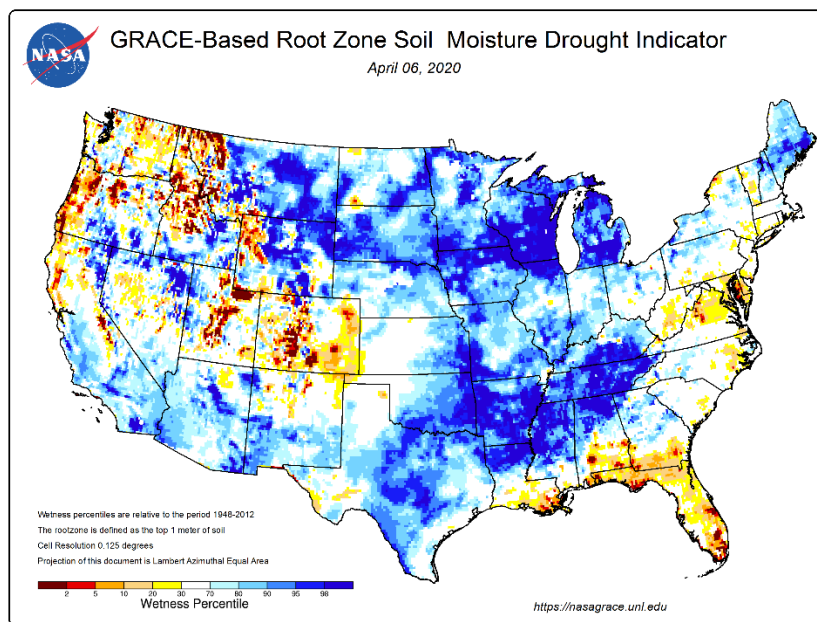 NASA
GRACE-Based Root Zone Soil Moisture Drought Indicator
April 06, 2020
Wetness percentiles are relative to the period 1948-2012
The rootzone is defined as the top 1 meter of soil
Cell Resolution 0.125 degrees
Projection of this document is Lambert Azimuthal Equal Area
2 5 10 20 30 70 80 90 95 98
Wetness Percentile
https://nasagrace.unl.edu